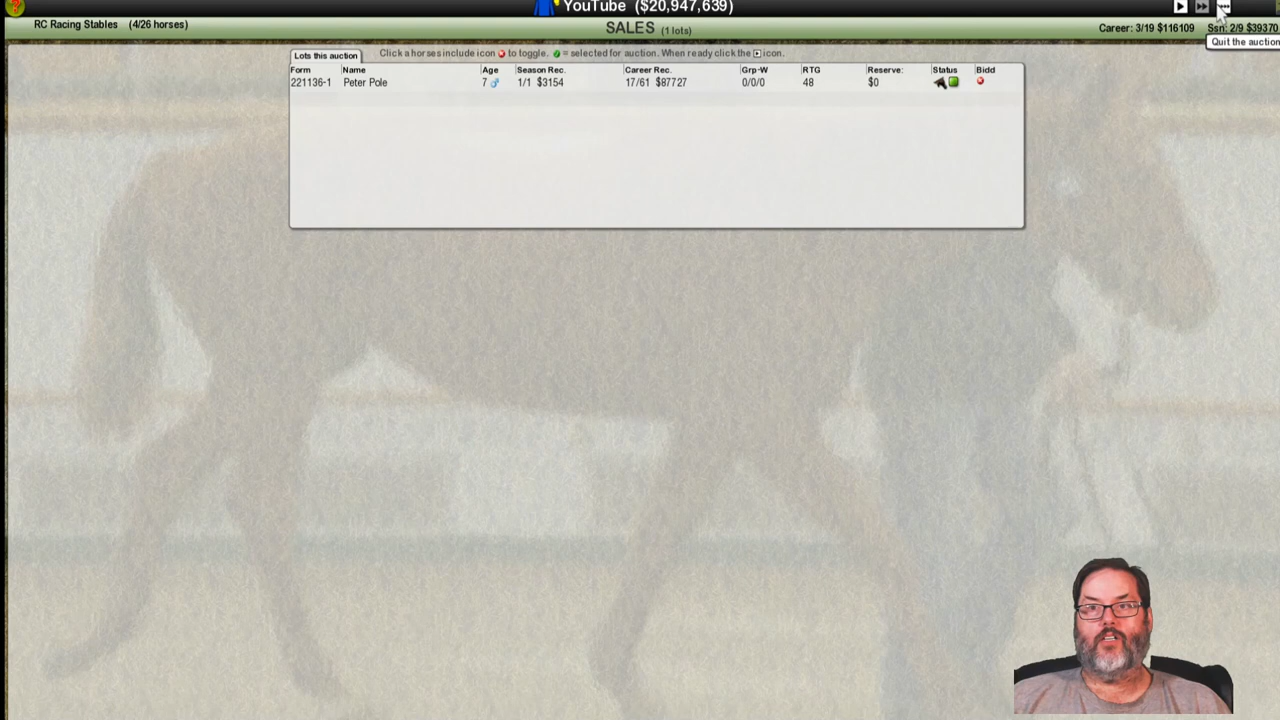 YouTube ($20,947,639)
RC Racing Stables (4/26 horses)
SALES (1 lots)
Career: 3/19 $116109 Ssn: 2/9 $39370
Quit the auction
Lots this auction
Click a horses include icon to toggle. = selected for auction. When ready click the icon.
Form Name Age Season Rec. Career Rec. Grp-W RTG Reserve: Status Bidd
221136-1 Peter Pole 7 1/1 $3154 17/61 $87727 0/0/0 48 $0